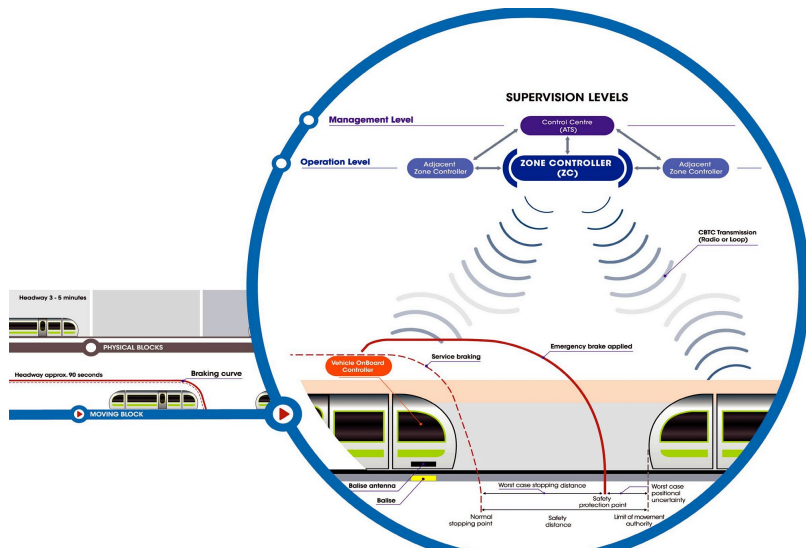 SUPERVISION LEVELS
Management Level
Control Centre
(ATS)
Operation Level
Adjacent
Zone Controller
ZONE CONTROLLER
(ZC)
Adjacent
Zone Controller
CBTC Transmission
(Radio or Loop)
Headway 3 - 5 minutes
PHYSICAL BLOCKS
Headway approx. 90 seconds
Braking curve
MOVING BLOCK
Vehicle OnBoard
Controller
Service braking
Emergency brake applied
Balise antenna
Balise
Worst case stopping distance
Safety
protection point
Worst case
positional
uncertainty
Normal
stopping point
Safety
distance
Limit of movement
authority